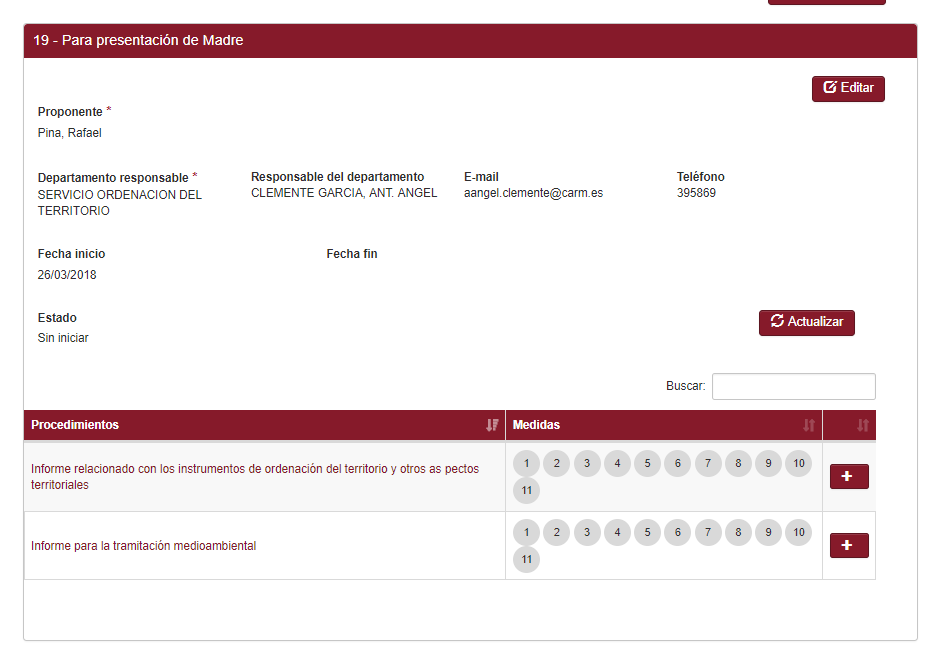 19 - Para presentación de Madre
Editar
Proponente *
Pina, Rafael
Departamento responsable * Responsable del departamento E-mail Teléfono
SERVICIO ORDENACION DEL CLEMENTE GARCIA, ANT. ANGEL aangel.clemente@carm.es 395869
TERRITORIO
Fecha inicio Fecha fin
26/03/2018
Estado
Sin iniciar
Actualizar
Buscar:
Procedimientos Medidas
Informe relacionado con los instrumentos de ordenación del territorio y otros as pectos
territoriales
1 2 3 4 5 6 7 8 9 10
11
+
Informe para la tramitación medioambiental
1 2 3 4 5 6 7 8 9 10
11
+